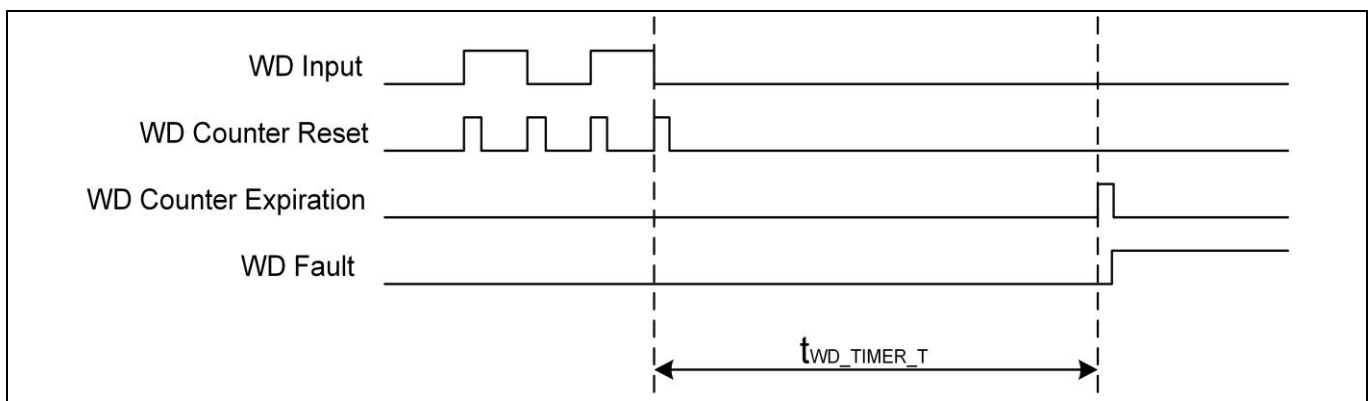 WD Input
WD Counter Reset
WD Counter Expiration
WD Fault
tWD_TIMER_T